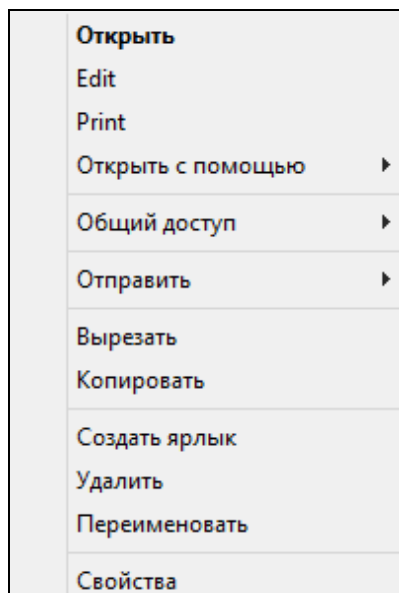 Открыть
Edit
Print
Открыть с помощью
Общий доступ
Отправить
Вырезать
Копировать
Создать ярлык
Удалить
Переименовать
Свойства